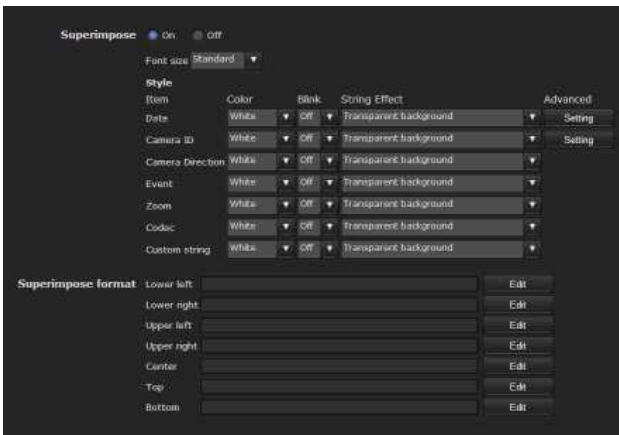 Superimpose On Off
Font size Standard
Style
Item Color Blink String Effect Advanced
Date White Off Transparent background Setting
Camera ID White Off Transparent background Setting
Camera Direction White Off Transparent background
Event White Off Transparent background
Zoom White Off Transparent background
Codec White Off Transparent background
Custom string White Off Transparent background
Superimpose format Lower left Edit
Lower right Edit
Upper left Edit
Upper right Edit
Center Edit
Top Edit
Bottom Edit